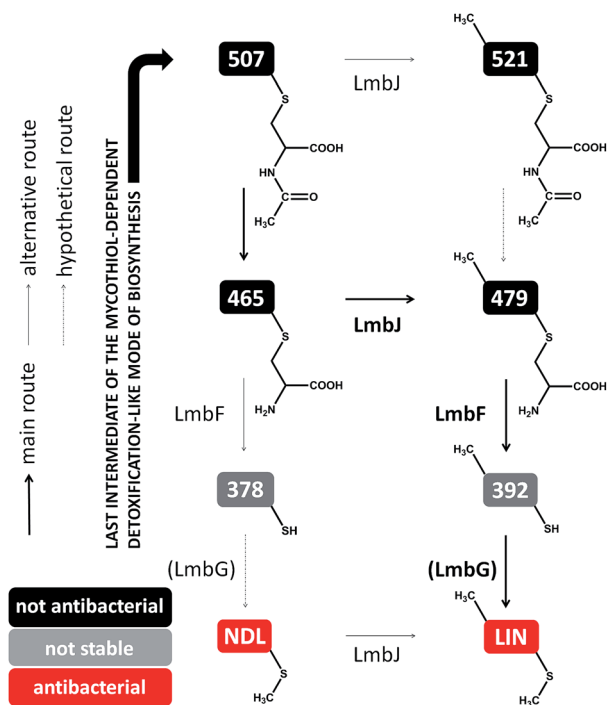 507
LmbJ
H₃C
521
S
COOH
HN
C=O
H₃C
S
COOH
HN
C=O
H₃C
main route
alternative route
hypothetical route
LAST INTERMEDIATE OF THE MYCOTHIOL-DEPENDENT
DETOXIFICATION-LIKE MODE OF BIOSYNTHESIS
465
LmbJ
H₃C
479
S
COOH
H₂N
S
COOH
H₂N
LmbF
LmbF
378
SH
H₃C
392
SH
(LmbG)
(LmbG)
not antibacterial
not stable
antibacterial
NDL
S
H₃C
LmbJ
H₃C
LIN
S
H₃C